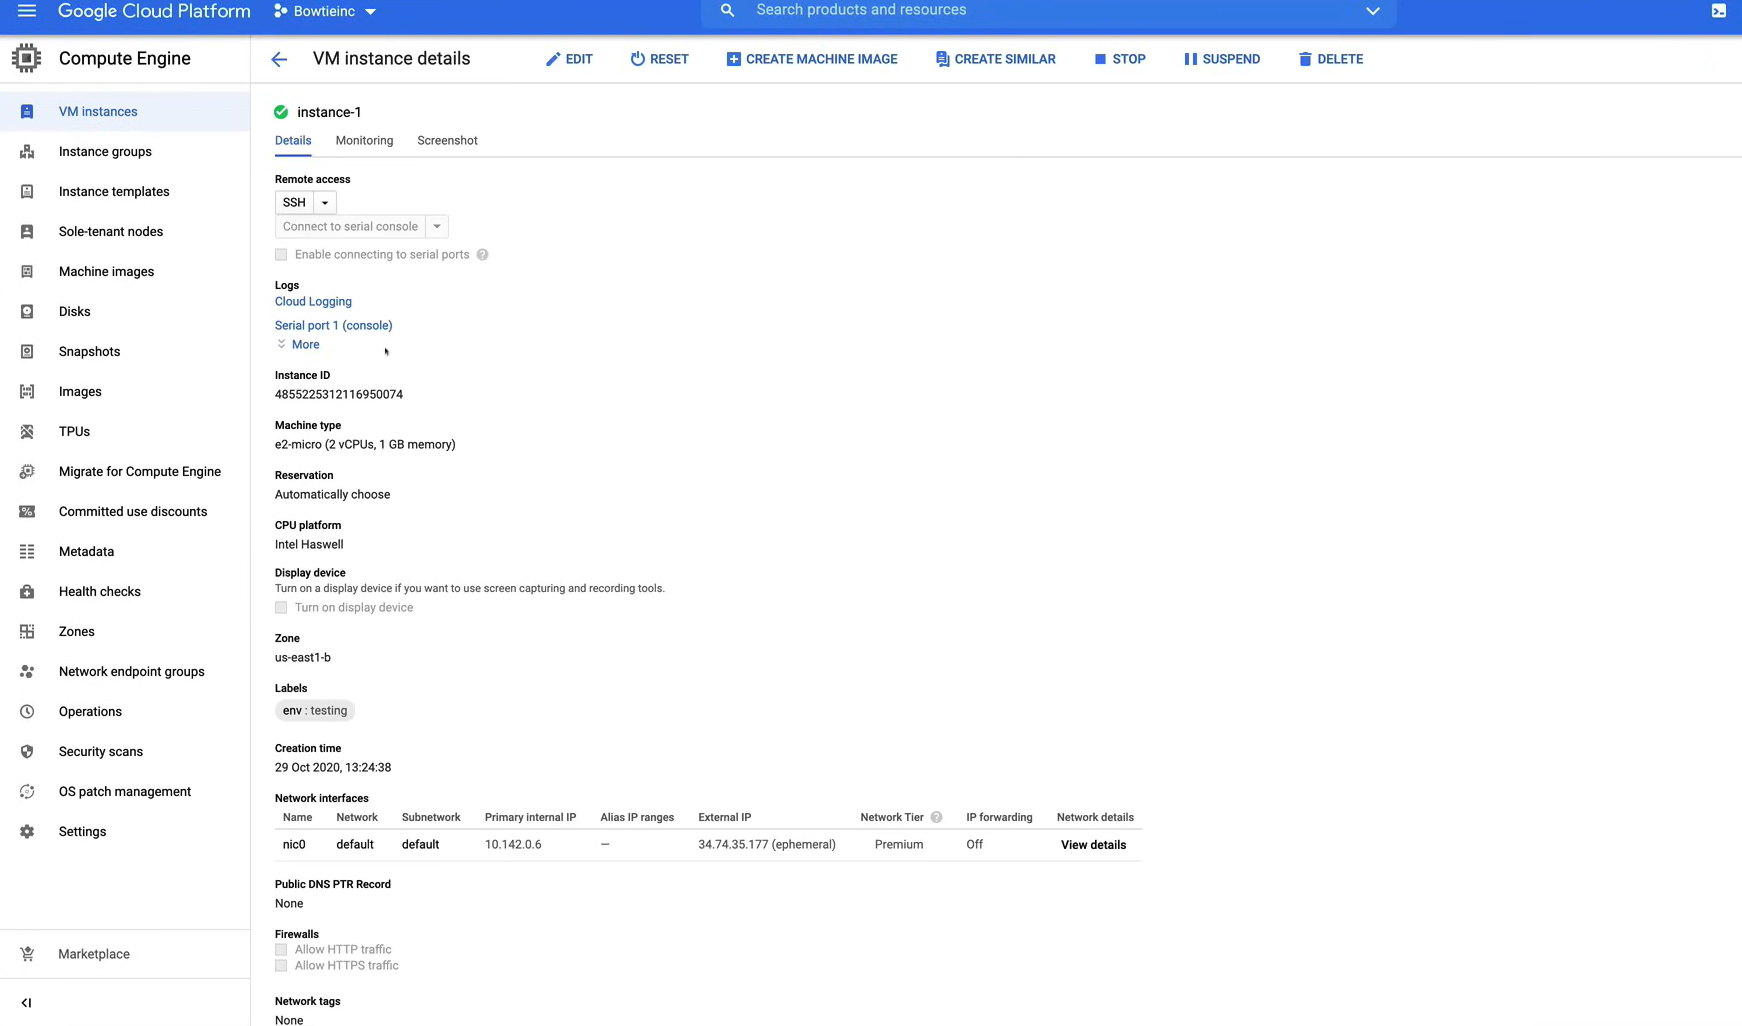 Google Cloud Platform Bowtieinc Search products and resources
Compute Engine
VM instance details EDIT RESET CREATE MACHINE IMAGE CREATE SIMILAR STOP SUSPEND DELETE
VM instances
Instance groups
Instance templates
Sole-tenant nodes
Machine images
Disks
Snapshots
Images
TPUs
Migrate for Compute Engine
Committed use discounts
Metadata
Health checks
Zones
Network endpoint groups
Operations
Security scans
OS patch management
Settings
Marketplace
instance-1
Details Monitoring Screenshot
Remote access
SSH
Connect to serial console
Enable connecting to serial ports ?
Logs
Cloud Logging
Serial port 1 (console)
More
Instance ID
4855225312116950074
Machine type
e2-micro (2 vCPUs, 1 GB memory)
Reservation
Automatically choose
CPU platform
Intel Haswell
Display device
Turn on a display device if you want to use screen capturing and recording tools.
Turn on display device
Zone
us-east1-b
Labels
env : testing
Creation time
29 Oct 2020, 13:24:38
Network interfaces
Name Network Subnetwork Primary internal IP Alias IP ranges External IP Network Tier ? IP forwarding Network details
nic0 default default 10.142.0.6 — 34.74.35.177 (ephemeral) Premium Off View details
Public DNS PTR Record
None
Firewalls
Allow HTTP traffic
Allow HTTPS traffic
Network tags
None